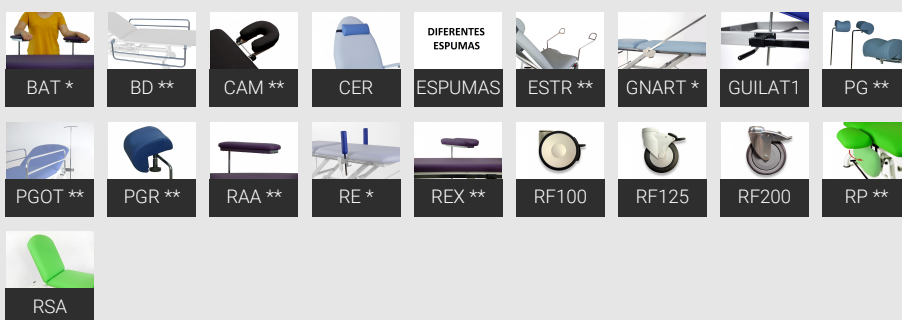 BAT *
BD **
CAM **
CER
DIFERENTES
ESPUMAS
ESPUMAS
ESTR **
GNART *
GUILAT1
PG **
PGOT **
PGR **
RAA **
RE *
REX **
RF100
RF125
RF200
RP **
RSA